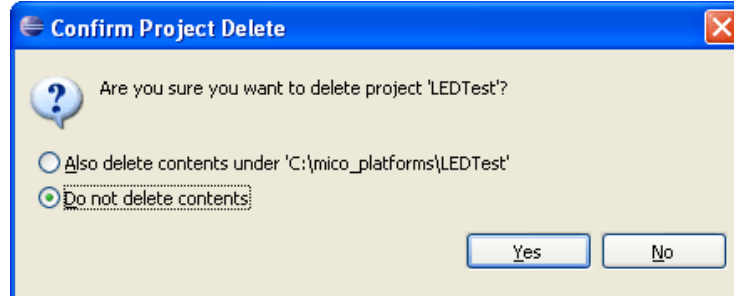 Confirm Project Delete
Are you sure you want to delete project 'LEDTest'?
Also delete contents under 'C:\mico_platforms\LEDTest'
Do not delete contents
Yes No